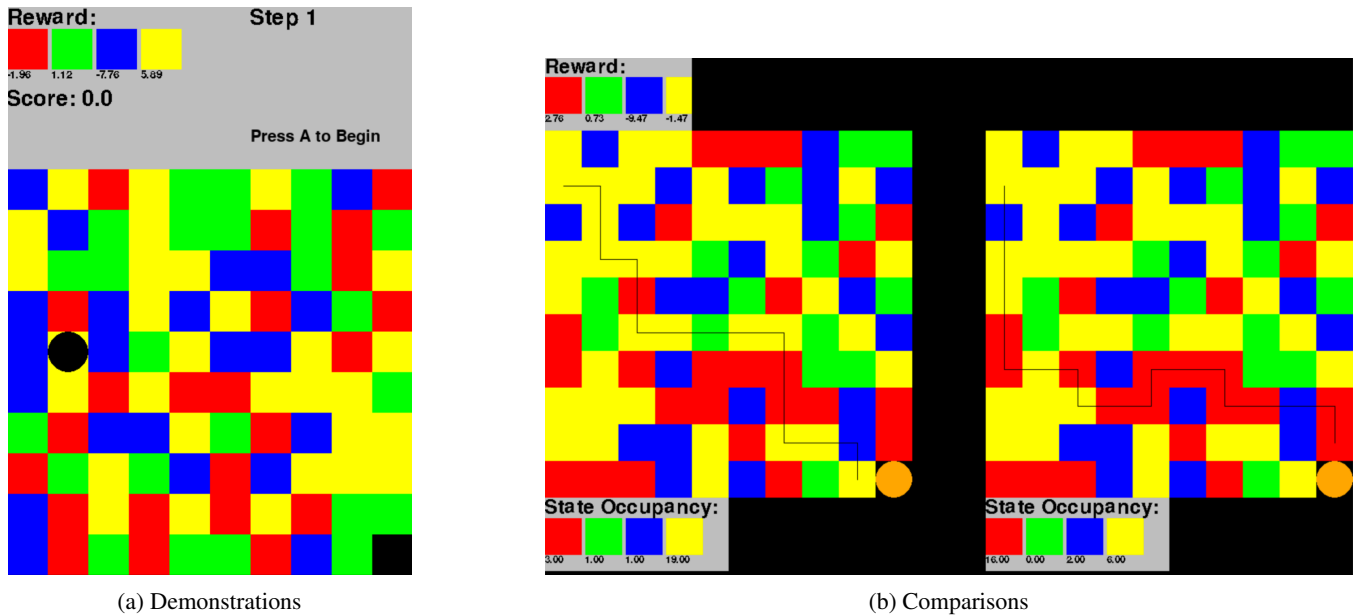 Reward:
Step 1
-1.96 1.12 -7.76 5.89
Score: 0.0
Press A to Begin
(a) Demonstrations
Reward:
2.76 0.73 -9.47 -1.47
State Occupancy:
3.00 1.00 1.00 19.00
State Occupancy:
16.00 0.00 2.00 6.00
(b) Comparisons